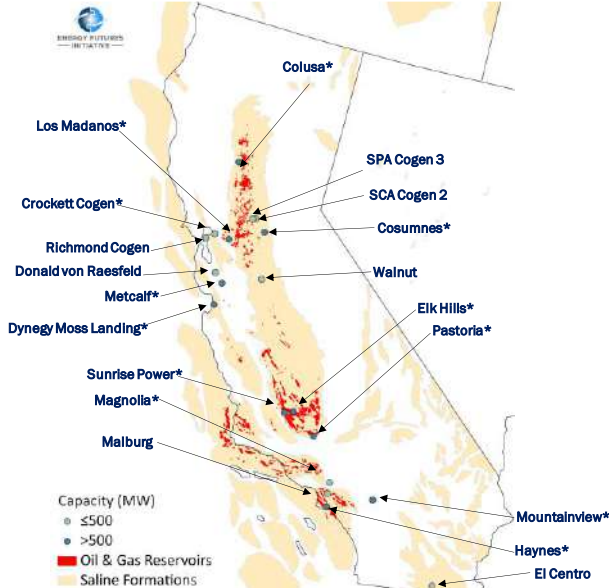 ENERGY FUTURES
INITIATIVE
Colusa*
Los Madanos*
SPA Cogen 3
SCA Cogen 2
Crockett Cogen*
Cosumnes*
Richmond Cogen
Donald von Raesfeld
Walnut
Metcalf*
Elk Hills*
Dynegy Moss Landing*
Pastoria*
Sunrise Power*
Magnolia*
Malburg
Capacity (MW)
≤500
>500
Mountainview*
Oil & Gas Reservoirs
Haynes*
Saline Formations
El Centro